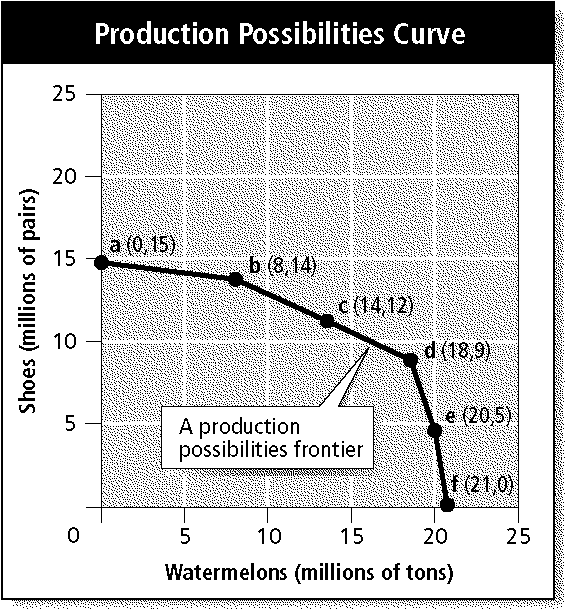 Production Possibilities Curve
Shoes (millions of pairs)
25
20
15
10
5
a (0,15)
b (8,14)
c (14,12)
d (18,9)
e (20,5)
f (21,0)
A production
possibilities frontier
0 5 10 15 20 25
Watermelons (millions of tons)